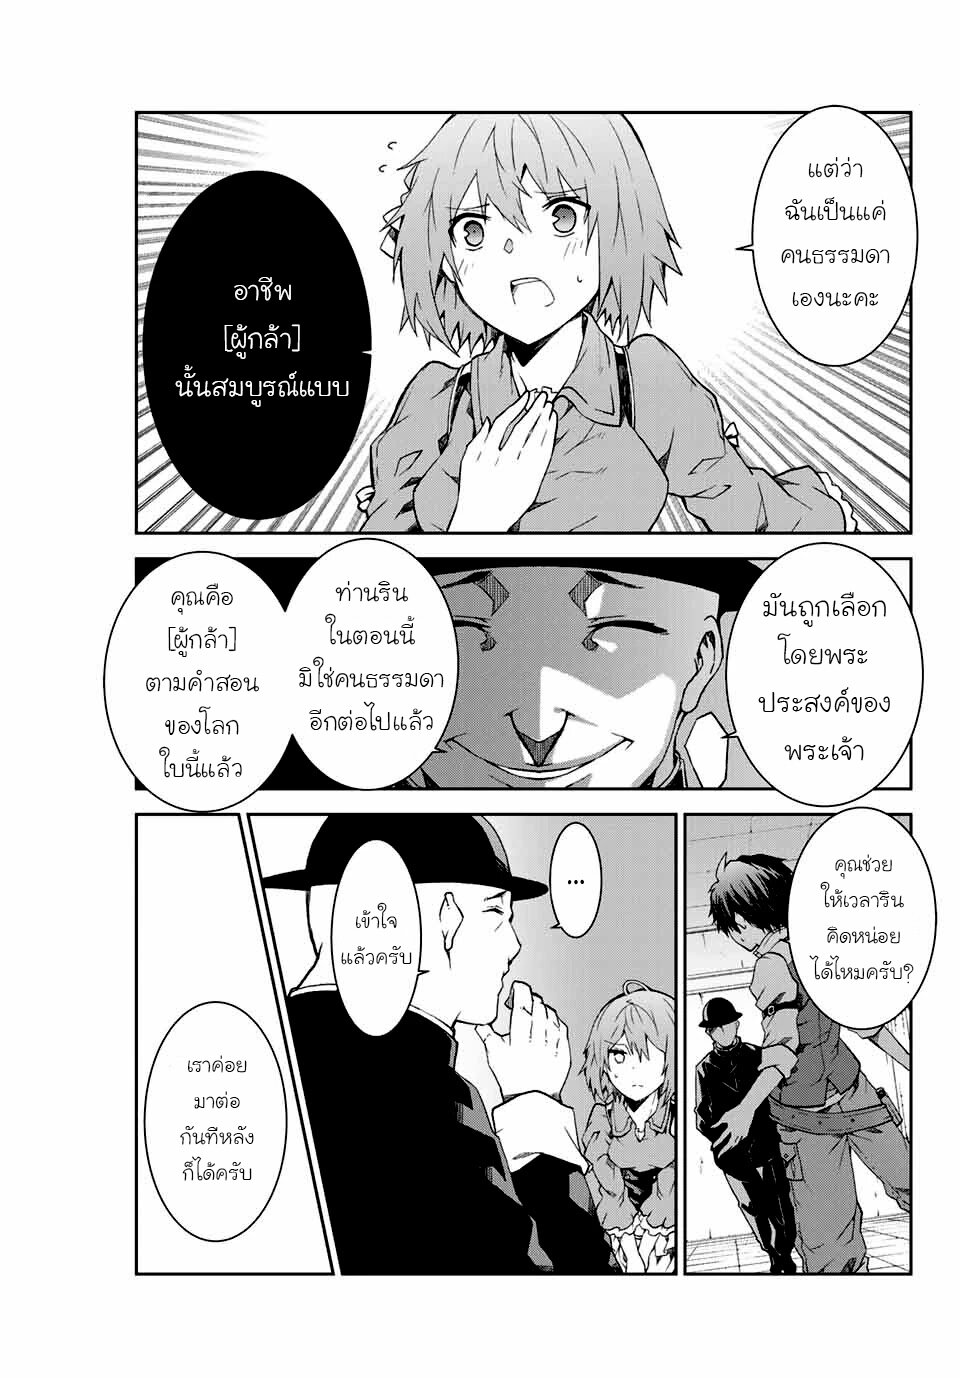 แต่ว่า
ฉันเป็นแค่
คนธรรมดา
เองนะคะ
อาชีพ
[ผู้กล้า]
นั้นสมบูรณ์แบบ
มันถูกเลือก
โดยพระ
ประสงค์ของ
พระเจ้า
ท่านริน
ในตอนนี้
มิใช่คนธรรมดา
อีกต่อไปแล้ว
คุณคือ
[ผู้กล้า]
ตามคำสอน
ของโลก
ใบนี้แล้ว
คุณช่วย
ให้เวลาริน
คิดหน่อย
ได้ไหมครับ?
...
เข้าใจ
แล้วครับ
เราค่อย
มาต่อ
กันทีหลัง
ก็ได้ครับ